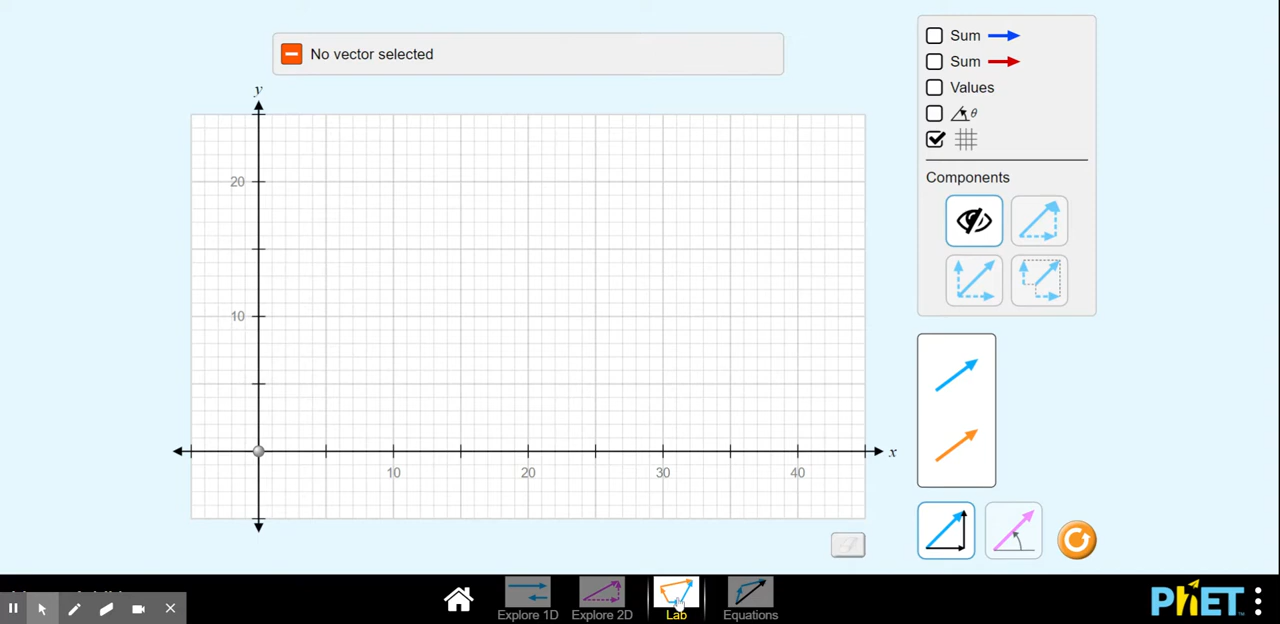 No vector selected
Sum
Sum
Values
θ
Components
y
20
10
10
20
30
40
x
Explore 1D
Explore 2D
Lab
Equations
PhET